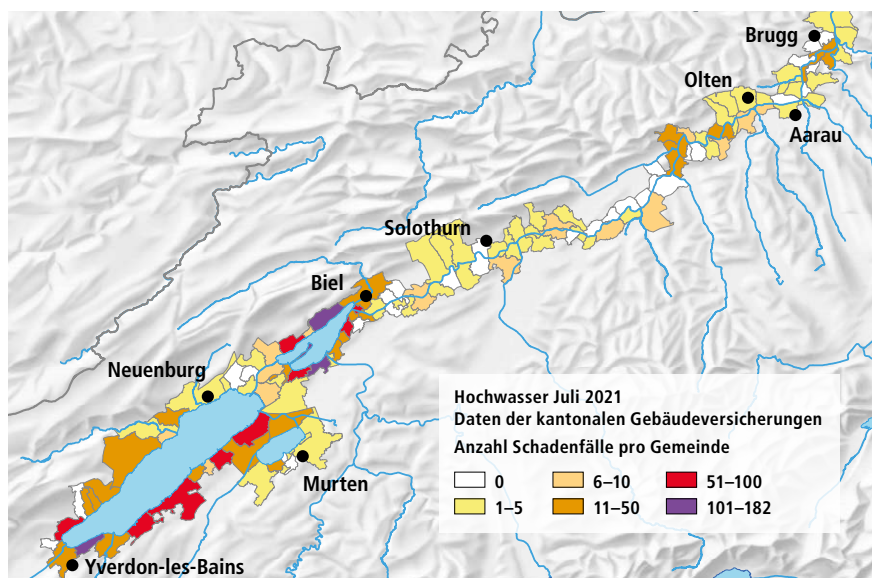 Brugg
Olten
Aarau
Solothurn
Biel
Neuenburg
Murten
Yverdon-les-Bains
Hochwasser Juli 2021
Daten der kantonalen Gebäudeversicherungen
Anzahl Schadenfälle pro Gemeinde
0 6–10 51–100
1–5 11–50 101–182